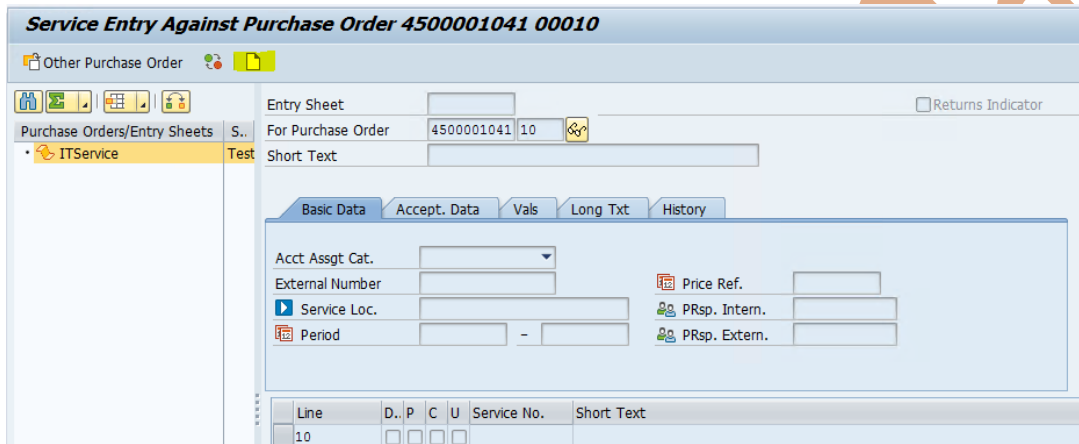 Service Entry Against Purchase Order 4500001041 00010
Other Purchase Order
Entry Sheet
Returns Indicator
Purchase Orders/Entry Sheets S..
For Purchase Order 4500001041 10
ITService Test
Short Text
Basic Data Accept. Data Vals Long Txt History
Acct Assgt Cat.
External Number
Price Ref.
Service Loc.
PRsp. Intern.
Period –
PRsp. Extern.
Line D.. P C U Service No. Short Text
10